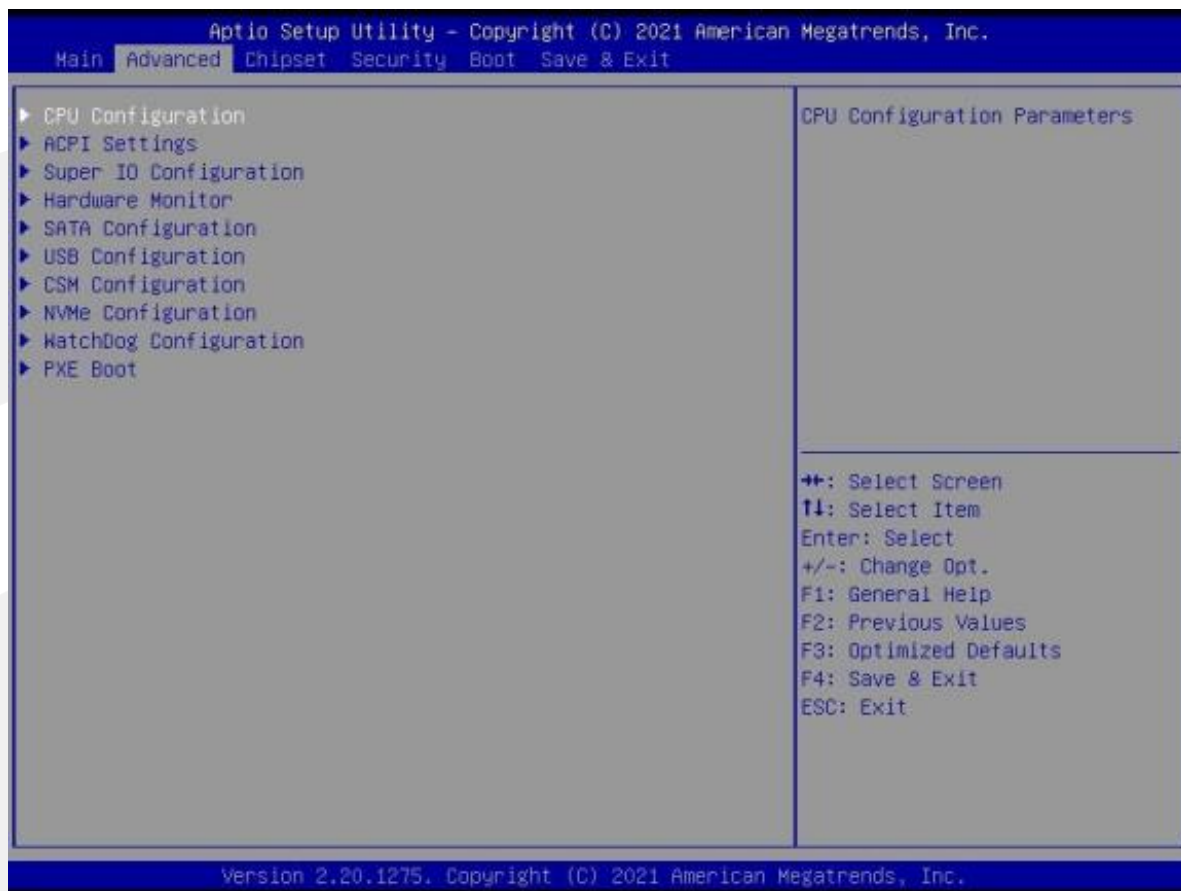 Aptio Setup Utility - Copyright (C) 2021 American Megatrends, Inc.
Main Advanced Chipset Security Boot Save & Exit
▶ CPU Configuration
▶ ACPI Settings
▶ Super IO Configuration
▶ Hardware Monitor
▶ SATA Configuration
▶ USB Configuration
▶ CSM Configuration
▶ NVMe Configuration
▶ WatchDog Configuration
▶ PXE Boot
CPU Configuration Parameters
→←: Select Screen
↑↓: Select Item
Enter: Select
+/-: Change Opt.
F1: General Help
F2: Previous Values
F3: Optimized Defaults
F4: Save & Exit
ESC: Exit
Version 2.20.1275. Copyright (C) 2021 American Megatrends, Inc.